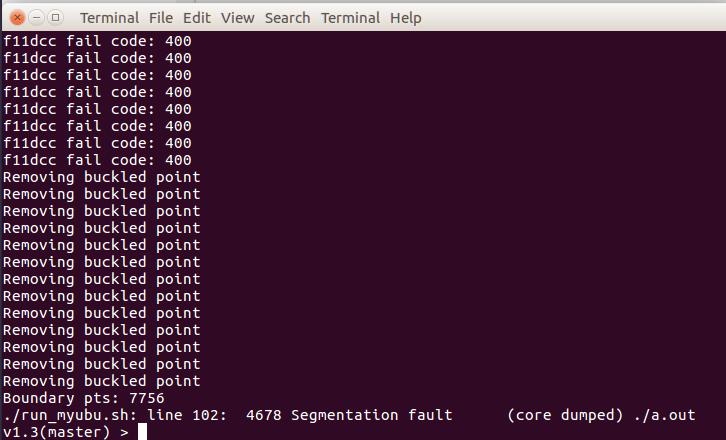 Terminal File Edit View Search Terminal Help
f11dcc fail code: 400
f11dcc fail code: 400
f11dcc fail code: 400
f11dcc fail code: 400
f11dcc fail code: 400
f11dcc fail code: 400
f11dcc fail code: 400
f11dcc fail code: 400
Removing buckled point
Removing buckled point
Removing buckled point
Removing buckled point
Removing buckled point
Removing buckled point
Removing buckled point
Removing buckled point
Removing buckled point
Removing buckled point
Removing buckled point
Removing buckled point
Removing buckled point
Boundary pts: 7756
./run_myubu.sh: line 102:  4678 Segmentation fault      (core dumped) ./a.out
v1.3(master) >